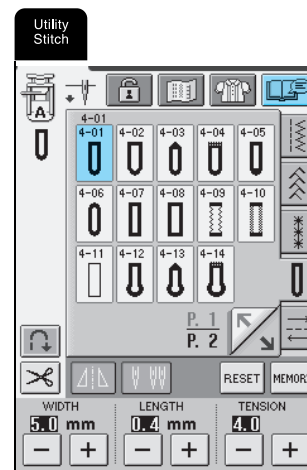 Utility
Stitch
A
4-01
4-01 4-02 4-03 4-04 4-05
4-06 4-07 4-08 4-09 4-10
4-11 4-12 4-13 4-14
P. 1
P. 2
RESET MEMORY
WIDTH LENGTH TENSION
5.0 mm 0.4 mm 4.0
− + − + − +